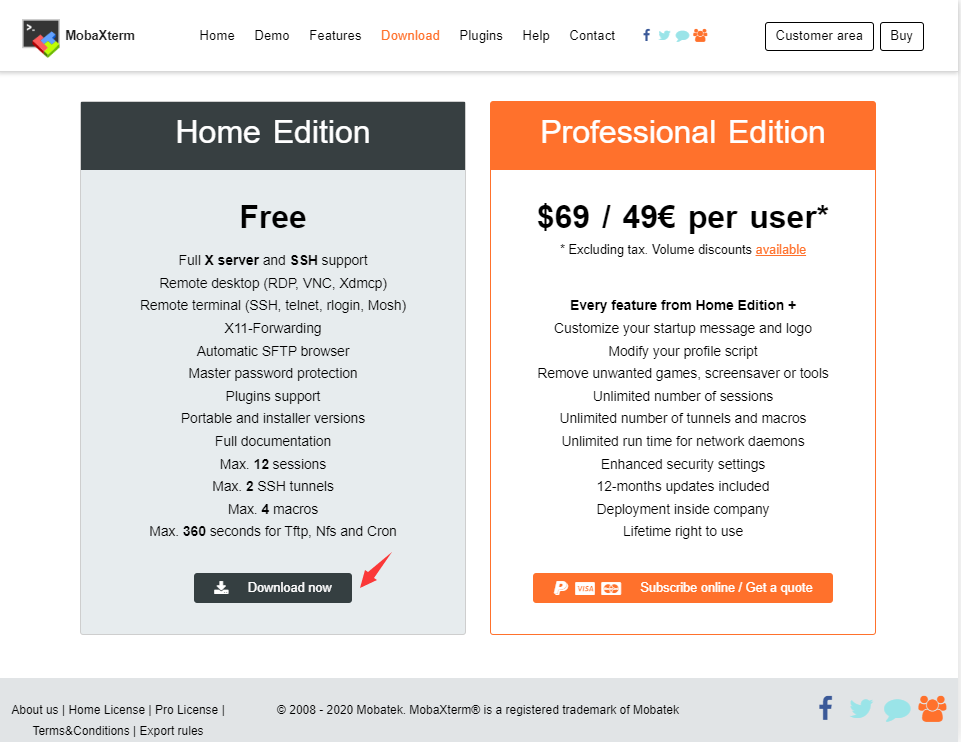 MobaXterm
Home Demo Features Download Plugins Help Contact
Customer area Buy
Home Edition
Free
Full X server and SSH support
Remote desktop (RDP, VNC, Xdmcp)
Remote terminal (SSH, telnet, rlogin, Mosh)
X11-Forwarding
Automatic SFTP browser
Master password protection
Plugins support
Portable and installer versions
Full documentation
Max. 12 sessions
Max. 2 SSH tunnels
Max. 4 macros
Max. 360 seconds for Tftp, Nfs and Cron
Download now
Professional Edition
$69 / 49€ per user*
* Excluding tax. Volume discounts available
Every feature from Home Edition +
Customize your startup message and logo
Modify your profile script
Remove unwanted games, screensaver or tools
Unlimited number of sessions
Unlimited number of tunnels and macros
Unlimited run time for network daemons
Enhanced security settings
12-months updates included
Deployment inside company
Lifetime right to use
VISA Subscribe online / Get a quote
About us | Home License | Pro License |
Terms&Conditions | Export rules
© 2008 - 2020 Mobatek. MobaXterm® is a registered trademark of Mobatek